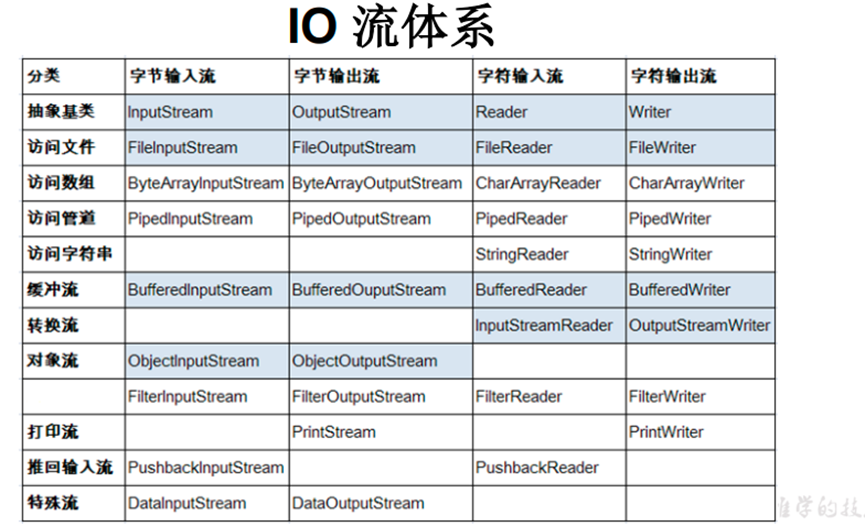 IO 流体系
分类 字节输入流 字节输出流 字符输入流 字符输出流
抽象基类 InputStream OutputStream Reader Writer
访问文件 FileInputStream FileOutputStream FileReader FileWriter
访问数组 ByteArrayInputStream ByteArrayOutputStream CharArrayReader CharArrayWriter
访问管道 PipedInputStream PipedOutputStream PipedReader PipedWriter
访问字符串 StringReader StringWriter
缓冲流 BufferedInputStream BufferedOuputStream BufferedReader BufferedWriter
转换流 InputStreamReader OutputStreamWriter
对象流 ObjectInputStream ObjectOutputStream
FilterInputStream FilterOutputStream FilterReader FilterWriter
打印流 PrintStream PrintWriter
推回输入流 PushbackInputStream PushbackReader
特殊流 DataInputStream DataOutputStream
学的技